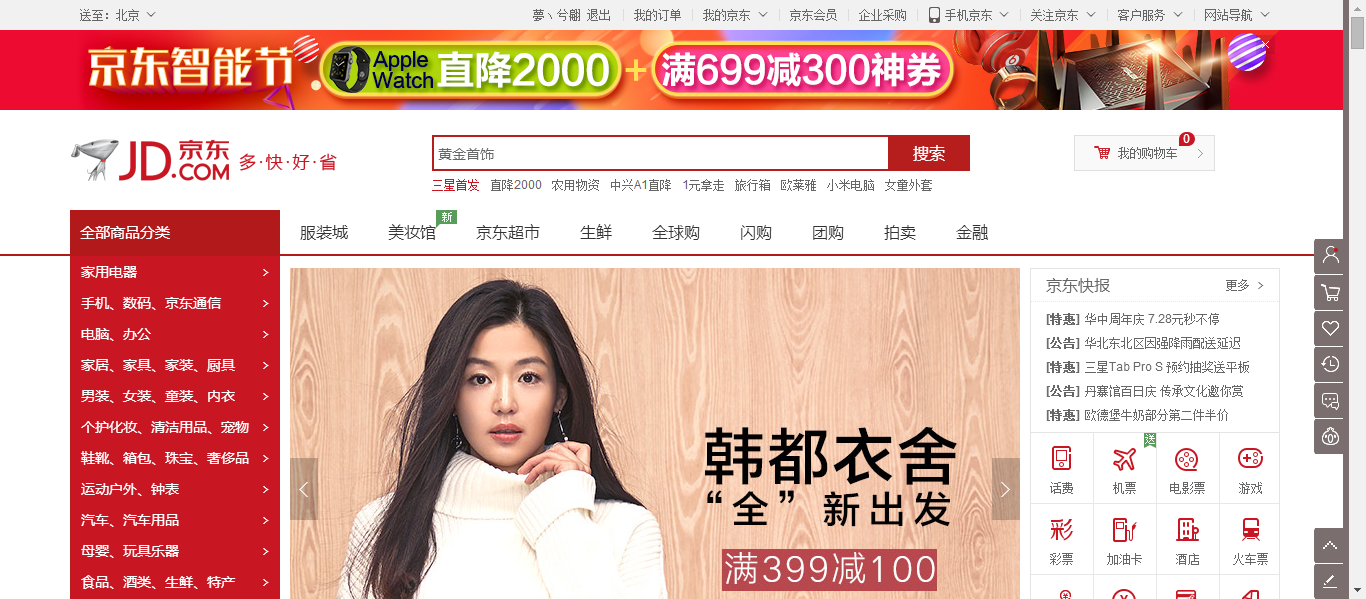 送至：北京
夢ヽ兮翩 退出 我的订单 我的京东 京东会员 企业采购 手机京东 关注京东 客户服务 网站导航
京东智能节 Apple Watch 直降2000 + 满699减300神券
JD.COM 京东 多·快·好·省
黄金首饰 搜索
我的购物车 0
三星首发 直降2000 农用物资 中兴A1直降 1元拿走 旅行箱 欧莱雅 小米电脑 女童外套
全部商品分类 服装城 美妆馆 新 京东超市 生鲜 全球购 闪购 团购 拍卖 金融
家用电器
手机、数码、京东通信
电脑、办公
家居、家具、家装、厨具
男装、女装、童装、内衣
个护化妆、清洁用品、宠物
鞋靴、箱包、珠宝、奢侈品
运动户外、钟表
汽车、汽车用品
母婴、玩具乐器
食品、酒类、生鲜、特产
韩都衣舍
“全”新出发
满399减100
京东快报 更多
[特惠] 华中周年庆 7.28元秒不停
[公告] 华北东北区因强降雨配送延迟
[特惠] 三星Tab Pro S 预约抽奖送平板
[公告] 丹寨馆百日庆 传承文化邀你赏
[特惠] 欧德堡牛奶部分第二件半价
送
话费 机票 电影票 游戏
彩票 加油卡 酒店 火车票